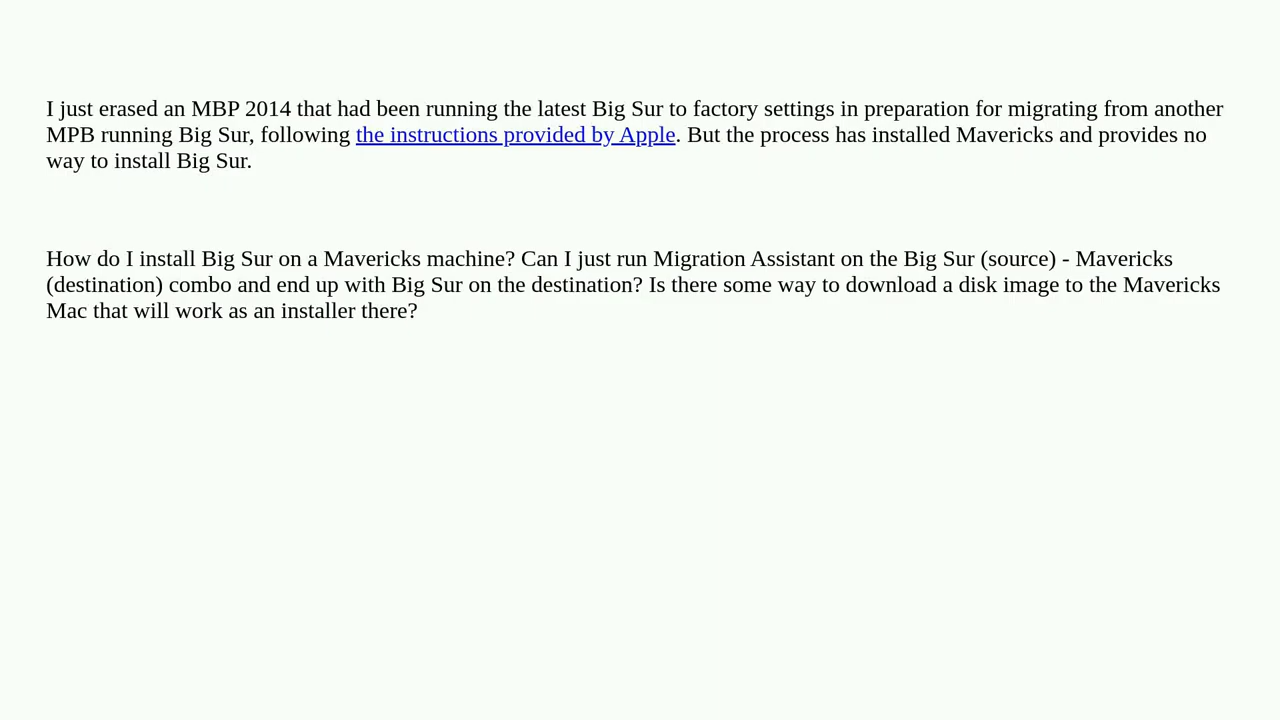 I just erased an MBP 2014 that had been running the latest Big Sur to factory settings in preparation for migrating from another
MPB running Big Sur, following the instructions provided by Apple. But the process has installed Mavericks and provides no
way to install Big Sur.
How do I install Big Sur on a Mavericks machine? Can I just run Migration Assistant on the Big Sur (source) - Mavericks
(destination) combo and end up with Big Sur on the destination? Is there some way to download a disk image to the Mavericks
Mac that will work as an installer there?